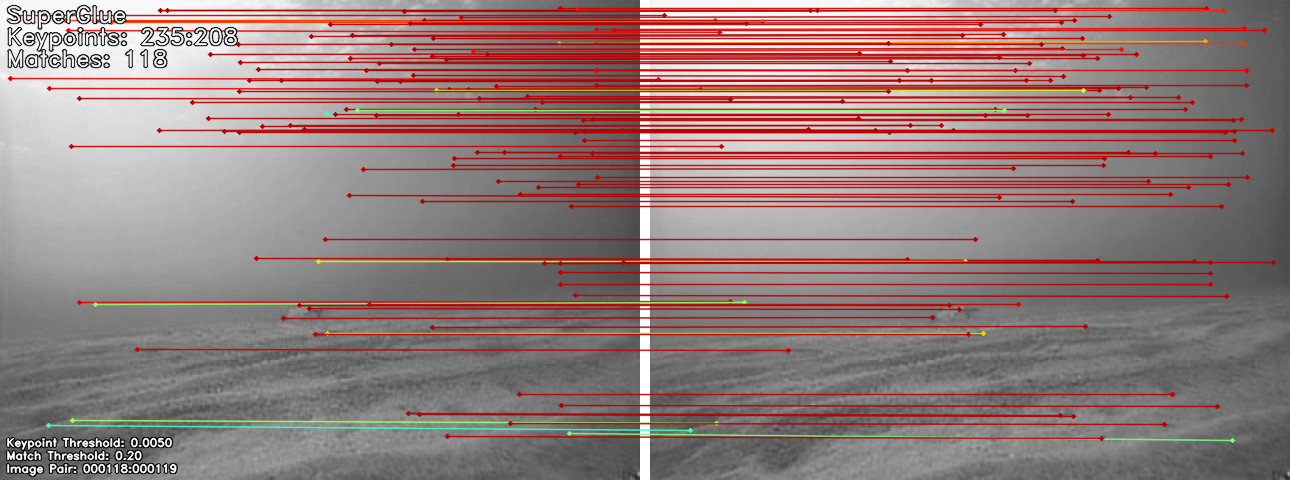 SuperGlue
Keypoints: 235:208
Matches: 118
Keypoint Threshold: 0.0050
Match Threshold: 0.20
Image Pair: 000118:000119